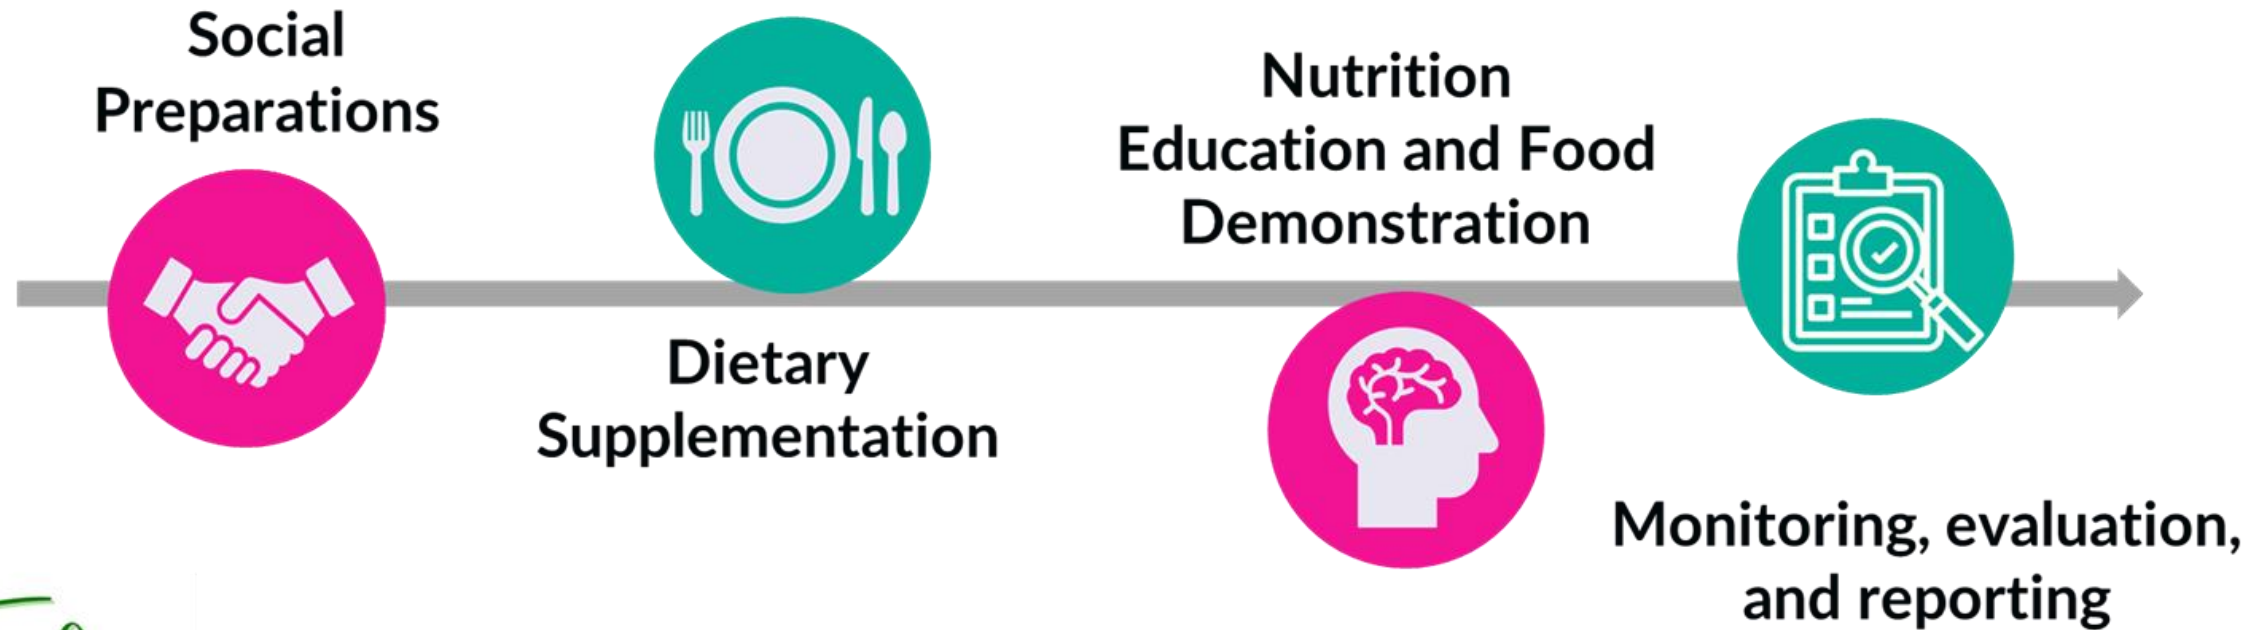 Social
Preparations
Dietary
Supplementation
Nutrition
Education and Food
Demonstration
Monitoring, evaluation,
and reporting